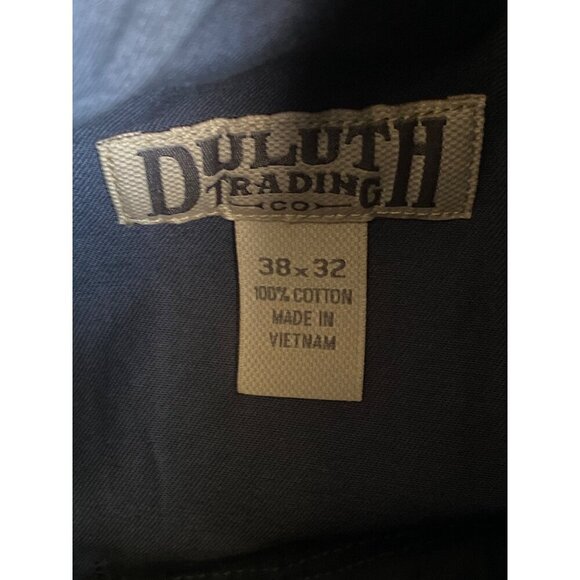 DULUTH
TRADING
CO
38 x 32
100% COTTON
MADE IN
VIETNAM